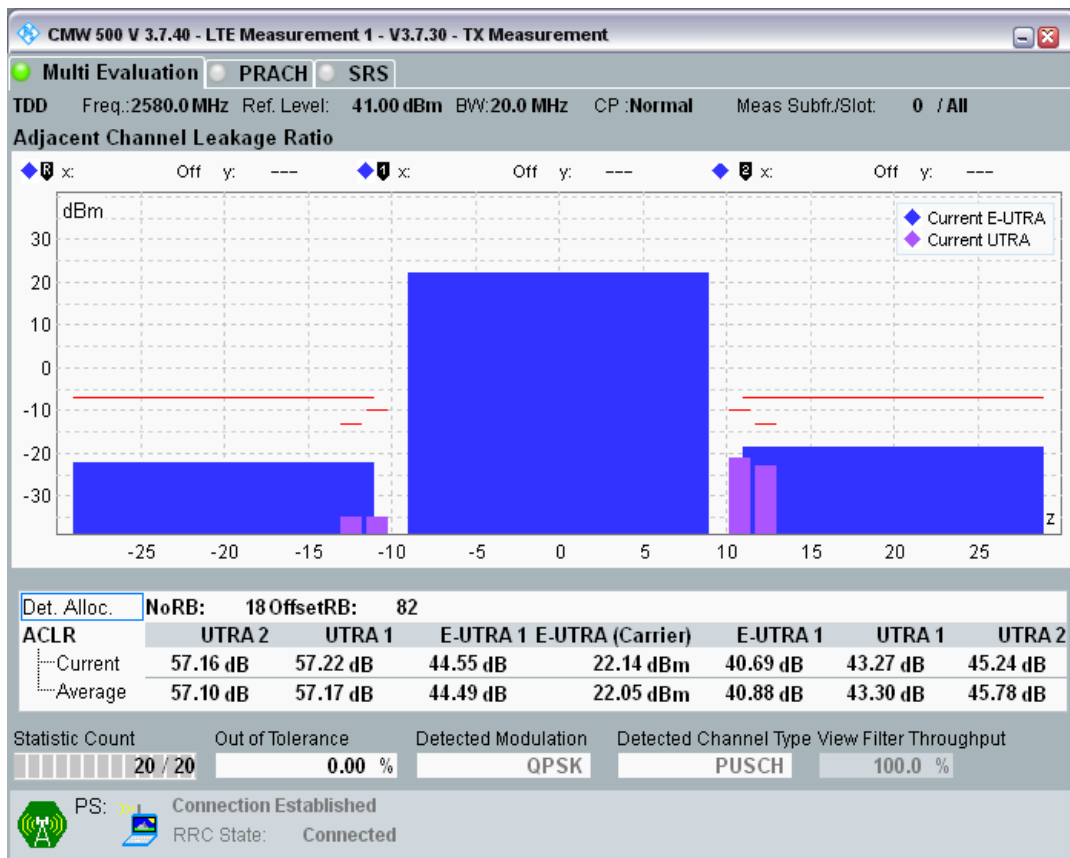 CMW 500 V 3.7.40 - LTE Measurement 1 - V3.7.30 - TX Measurement
Multi Evaluation PRACH SRS
TDD Freq.:2580.0 MHz Ref. Level: 41.00 dBm BW:20.0 MHz CP :Normal Meas Subfr./Slot: 0 / All
Adjacent Channel Leakage Ratio
R x: Off y: --- 1 x: Off y: --- 2 x: Off y: ---
dBm
Current E-UTRA
Current UTRA
30
20
10
0
-10
-20
-30
z
-25 -20 -15 -10 -5 0 5 10 15 20 25
Det. Alloc. NoRB: 18 OffsetRB: 82
ACLR UTRA 2 UTRA 1 E-UTRA 1 E-UTRA (Carrier) E-UTRA 1 UTRA 1 UTRA 2
Current 57.16 dB 57.22 dB 44.55 dB 22.14 dBm 40.69 dB 43.27 dB 45.24 dB
Average 57.10 dB 57.17 dB 44.49 dB 22.05 dBm 40.88 dB 43.30 dB 45.78 dB
Statistic Count Out of Tolerance Detected Modulation Detected Channel Type View Filter Throughput
20 / 20 0.00 % QPSK PUSCH 100.0 %
PS: Connection Established
RRC State: Connected